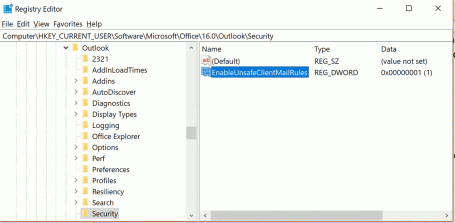 Registry Editor
File Edit View Favorites Help
Computer\HKEY_CURRENT_USER\Software\Microsoft\Office\16.0\Outlook\Security
Outlook
2321
AddInLoadTimes
Addins
AutoDiscover
Diagnostics
Display Types
Logging
Office Explorer
Options
Perf
Preferences
Profiles
Resiliency
Search
Security
Name Type Data
(Default) REG_SZ (value not set)
EnableUnsafeClientMailRules REG_DWORD 0x00000001 (1)